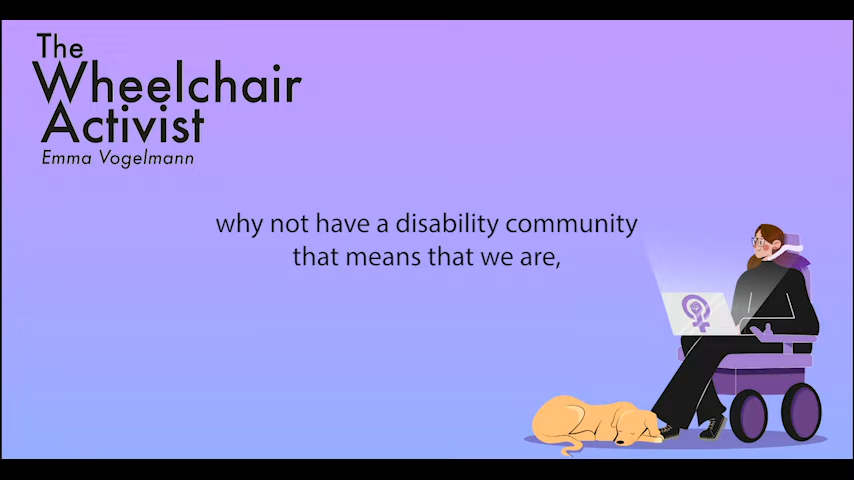 The
Wheelchair
Activist
Emma Vogelmann
why not have a disability community
that means that we are,